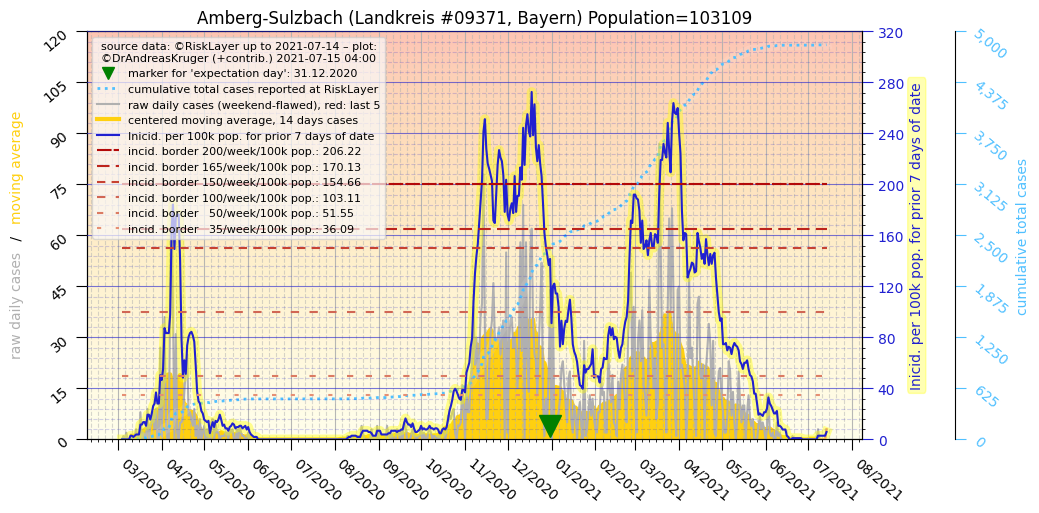 Amberg-Sulzbach (Landkreis #09371, Bayern) Population=103109
source data: ©RiskLayer up to 2021-07-14 – plot:
©DrAndreasKruger (+contrib.) 2021-07-15 04:00
marker for 'expectation day': 31.12.2020
cumulative total cases reported at RiskLayer
raw daily cases (weekend-flawed), red: last 5
centered moving average, 14 days cases
Inicid. per 100k pop. for prior 7 days of date
incid. border 200/week/100k pop.: 206.22
incid. border 165/week/100k pop.: 170.13
incid. border 150/week/100k pop.: 154.66
incid. border 100/week/100k pop.: 103.11
incid. border   50/week/100k pop.: 51.55
incid. border   35/week/100k pop.: 36.09
raw daily cases / moving average
120
105
90
75
60
45
30
15
0
03/2020
04/2020
05/2020
06/2020
07/2020
08/2020
09/2020
10/2020
11/2020
12/2020
01/2021
02/2021
03/2021
04/2021
05/2021
06/2021
07/2021
08/2021
320
280
240
200
160
120
80
40
0
Inicid. per 100k pop. for prior 7 days of date
5,000
4,375
3,750
3,125
2,500
1,875
1,250
625
0
cumulative total cases